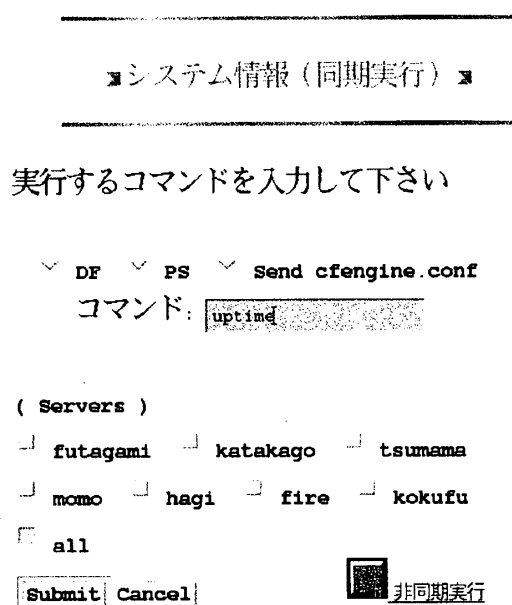 システム情報（同期実行）
実行するコマンドを入力して下さい
DF PS Send cfengine.conf
コマンド: uptime
( Servers )
futagami katakago tsumama
momo hagi fire kokufu
all
Submit Cancel 非同期実行